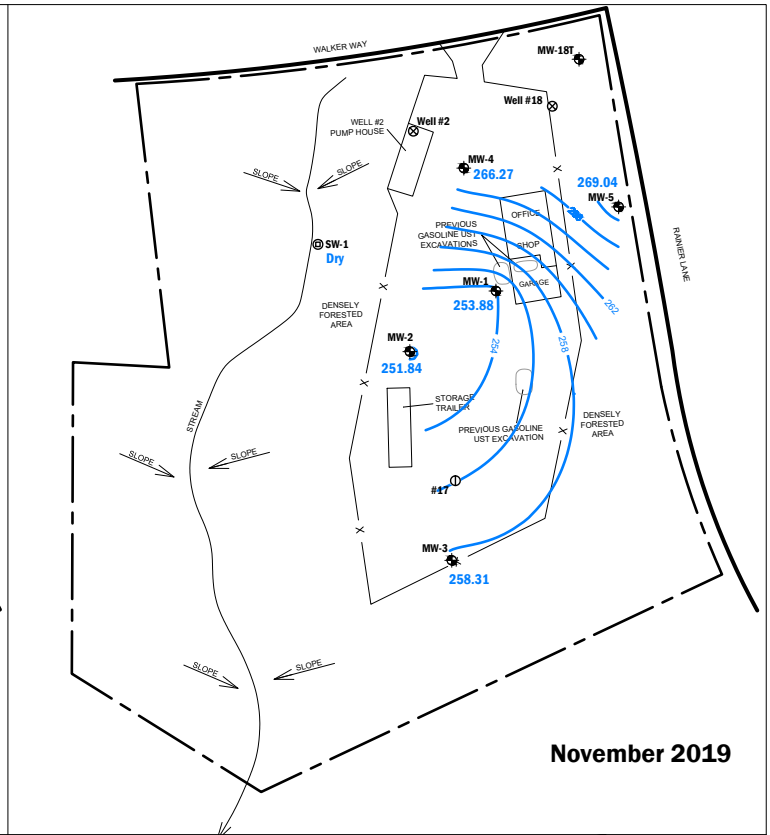 WALKER WAY
MW-18T
Well #18
WELL #2
PUMP HOUSE
Well #2
MW-4
266.27
SLOPE
SLOPE
269.04
MW-5
OFFICE
PREVIOUS
GASOLINE UST
EXCAVATIONS
SHOP
RAINIER LANE
SW-1
Dry
MW-1
GARAGE
253.88
262
DENSELY
FORESTED
AREA
MW-2
254
258
251.84
STORAGE
TRAILER
STREAM
DENSELY
FORESTED
AREA
PREVIOUS GASOLINE
UST EXCAVATION
SLOPE
SLOPE
#17
MW-3
258.31
SLOPE
SLOPE
X
X
X
X
X
X
November 2019